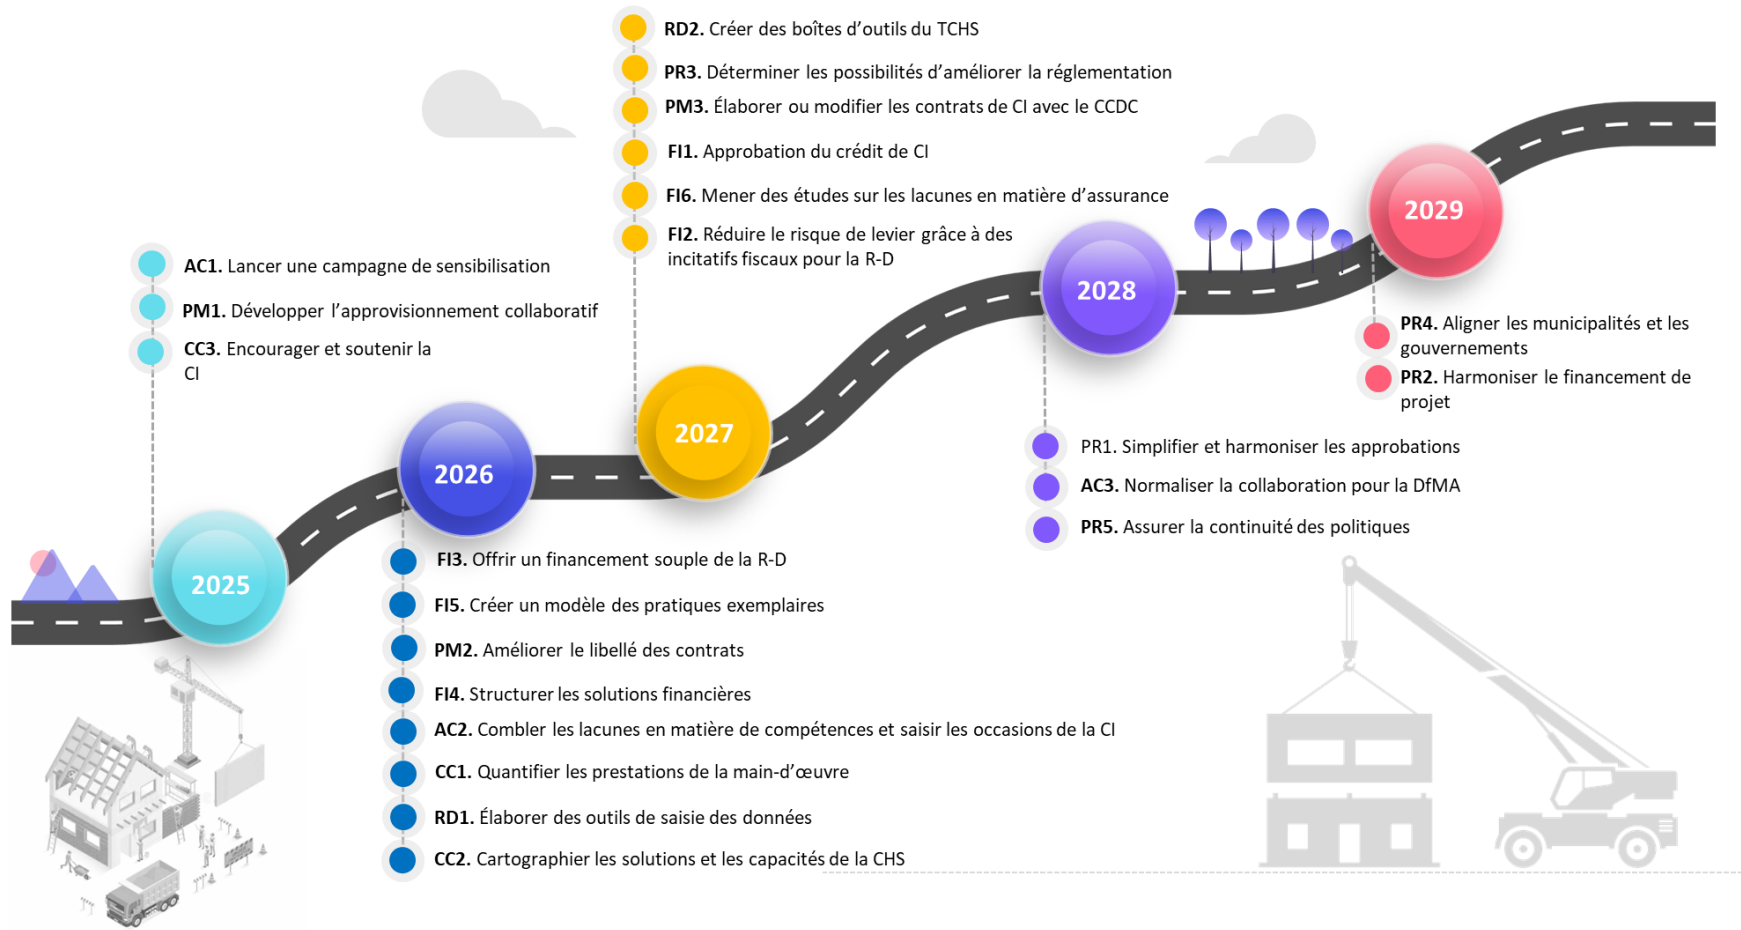 RD2. Créer des boîtes d’outils du TCHS
PR3. Déterminer les possibilités d’améliorer la réglementation
PM3. Élaborer ou modifier les contrats de CI avec le CCDC
FI1. Approbation du crédit de CI
FI6. Mener des études sur les lacunes en matière d’assurance
FI2. Réduire le risque de levier grâce à des
incitatifs fiscaux pour la R-D
AC1. Lancer une campagne de sensibilisation
PM1. Développer l’approvisionnement collaboratif
CC3. Encourager et soutenir la
CI
2025
2026
2027
2028
2029
PR4. Aligner les municipalités et les
gouvernements
PR2. Harmoniser le financement de
projet
PR1. Simplifier et harmoniser les approbations
AC3. Normaliser la collaboration pour la DfMA
PR5. Assurer la continuité des politiques
FI3. Offrir un financement souple de la R-D
FI5. Créer un modèle des pratiques exemplaires
PM2. Améliorer le libellé des contrats
FI4. Structurer les solutions financières
AC2. Combler les lacunes en matière de compétences et saisir les occasions de la CI
CC1. Quantifier les prestations de la main-d’œuvre
RD1. Élaborer des outils de saisie des données
CC2. Cartographier les solutions et les capacités de la CHS